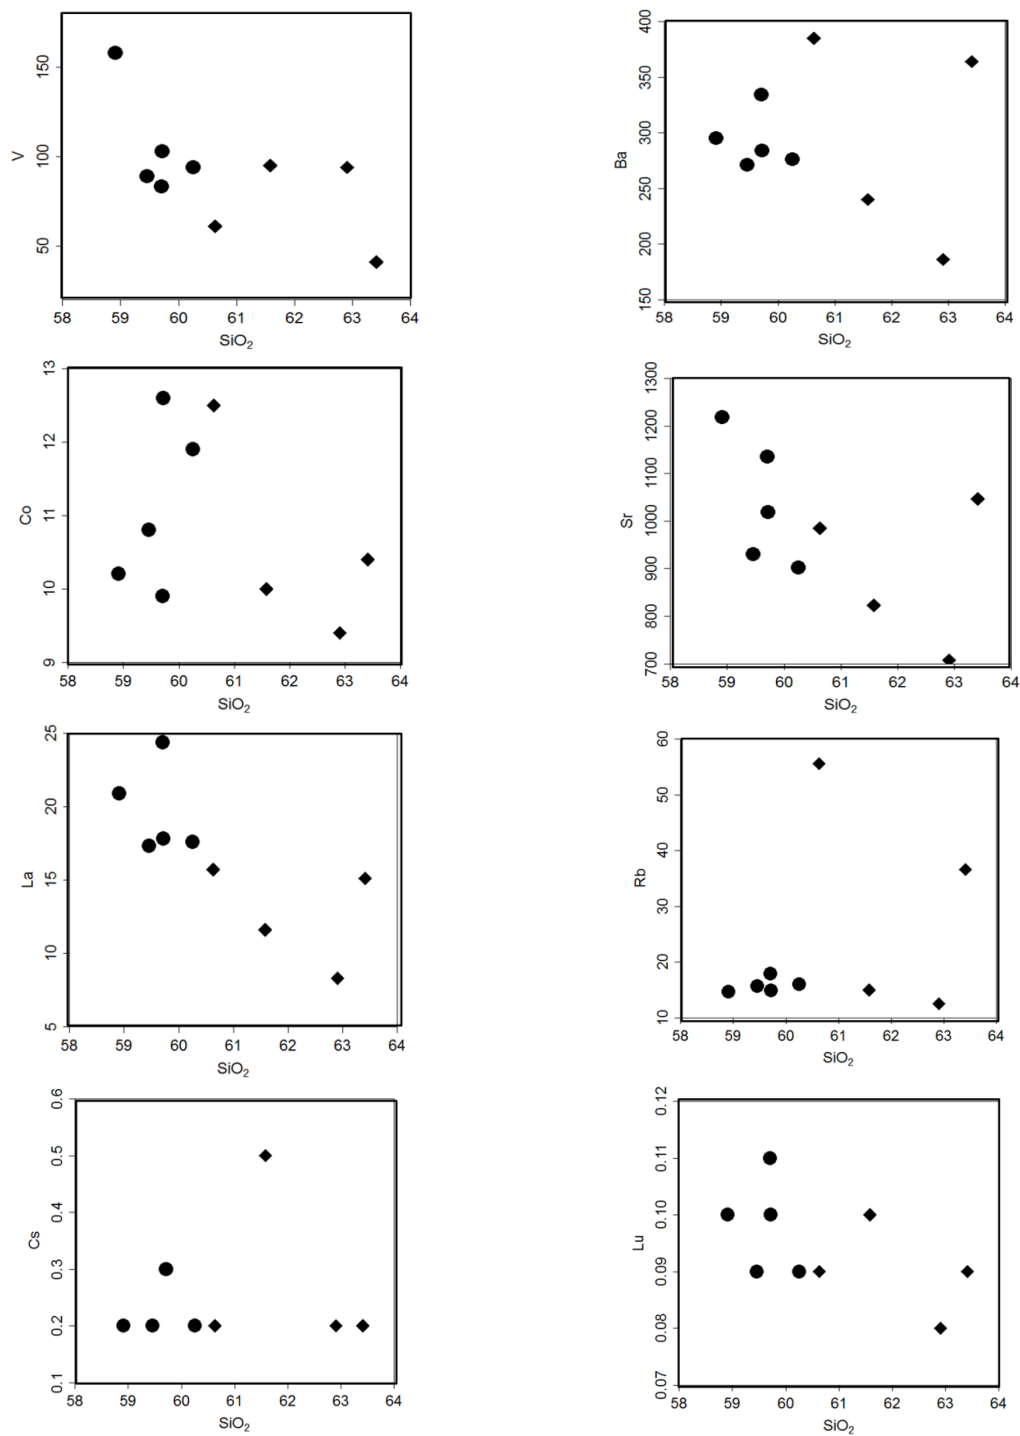 V
150
100
50
58 59 60 61 62 63 64
SiO₂
Ba
400
350
300
250
200
150
58 59 60 61 62 63 64
SiO₂
Co
13
12
11
10
9
58 59 60 61 62 63 64
SiO₂
Sr
1300
1200
1100
1000
900
800
700
58 59 60 61 62 63 64
SiO₂
La
25
20
15
10
5
58 59 60 61 62 63 64
SiO₂
Rb
60
50
40
30
20
10
58 59 60 61 62 63 64
SiO₂
Cs
0.6
0.5
0.4
0.3
0.2
0.1
58 59 60 61 62 63 64
SiO₂
Lu
0.12
0.11
0.10
0.09
0.08
0.07
58 59 60 61 62 63 64
SiO₂